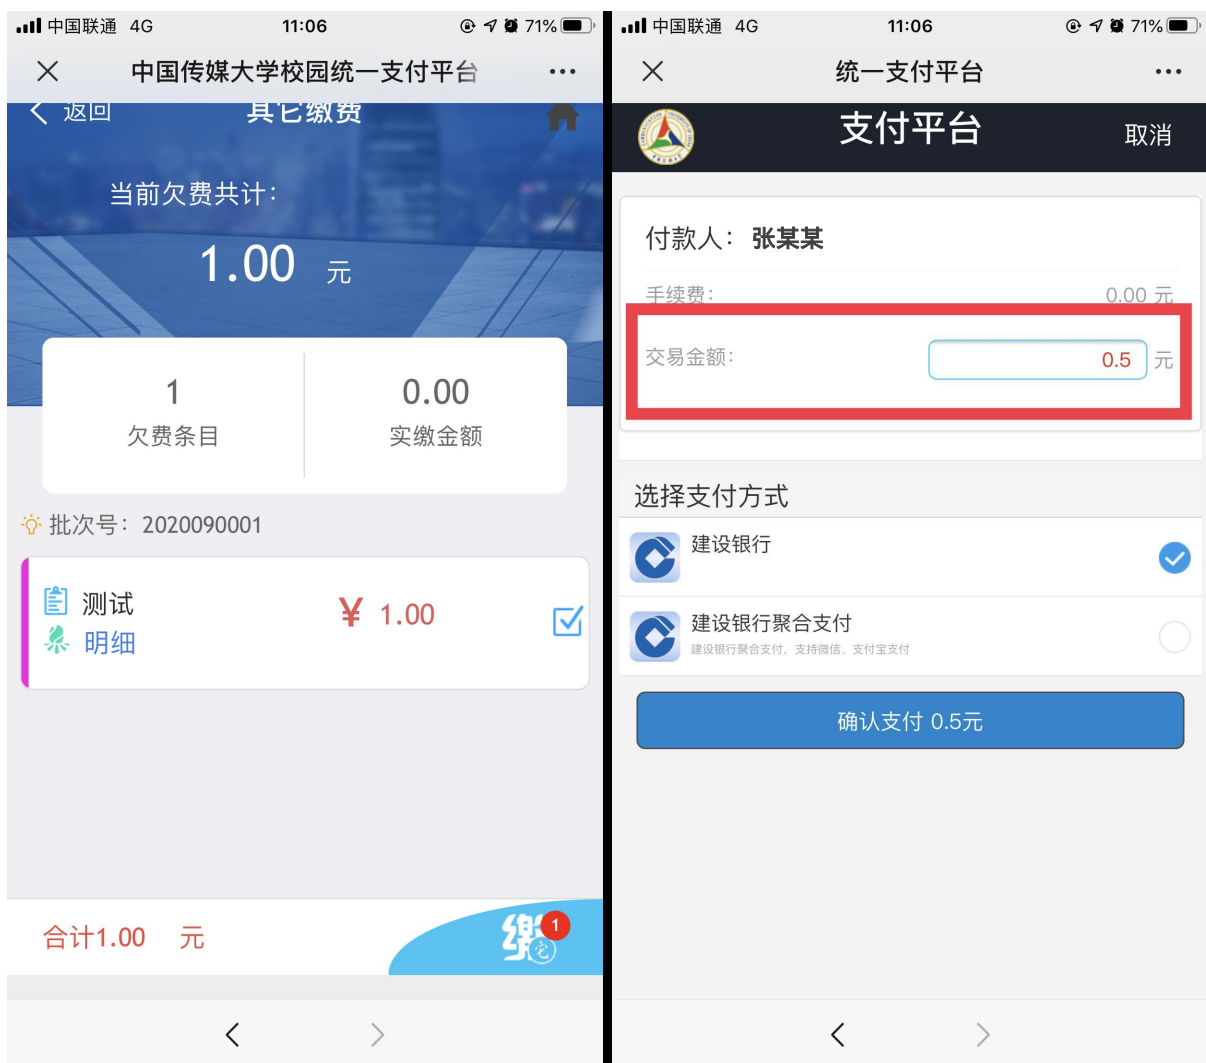 中国联通 4G 11:06 71%
中国传媒大学校园统一支付平台
返回 其它缴费
当前欠费共计:
1.00 元
1 0.00
欠费条目 实缴金额
批次号: 2020090001
测试 ¥ 1.00
明细
合计1.00 元
缴 1
中国联通 4G 11:06 71%
统一支付平台
支付平台 取消
付款人: 张某某
手续费: 0.00 元
交易金额: 0.5 元
选择支付方式
建设银行
建设银行聚合支付
建设银行聚合支付，支持微信、支付宝支付
确认支付 0.5元